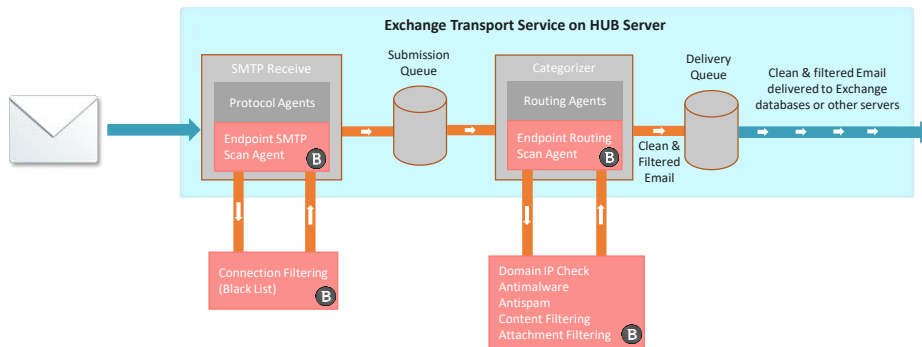 Exchange Transport Service on HUB Server
SMTP Receive
Protocol Agents
Endpoint SMTP
Scan Agent
B
Submission
Queue
Categorizer
Routing Agents
Endpoint Routing
Scan Agent
B
Clean &
Filtered
Email
Delivery
Queue
Clean & filtered Email
delivered to Exchange
databases or other servers
Connection Filtering
(Black List)
B
Domain IP Check
Antimalware
Antispam
Content Filtering
Attachment Filtering
B